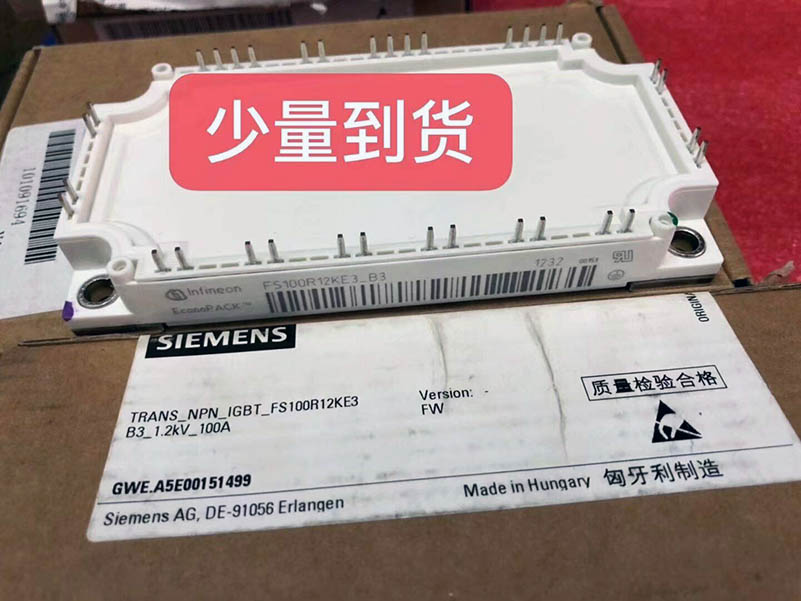 少量到货
101091694
infineon
FS100R12KE3_B3
1232
EconoPACK™
SIEMENS
TRANS_NPN_IGBT_FS100R12KE3
B3_1.2kV_100A
Version: -
FW
质量检验合格
GWE.A5E00151499
Made in Hungary 匈牙利制造
Siemens AG, DE-91056 Erlangen
ORIGIN